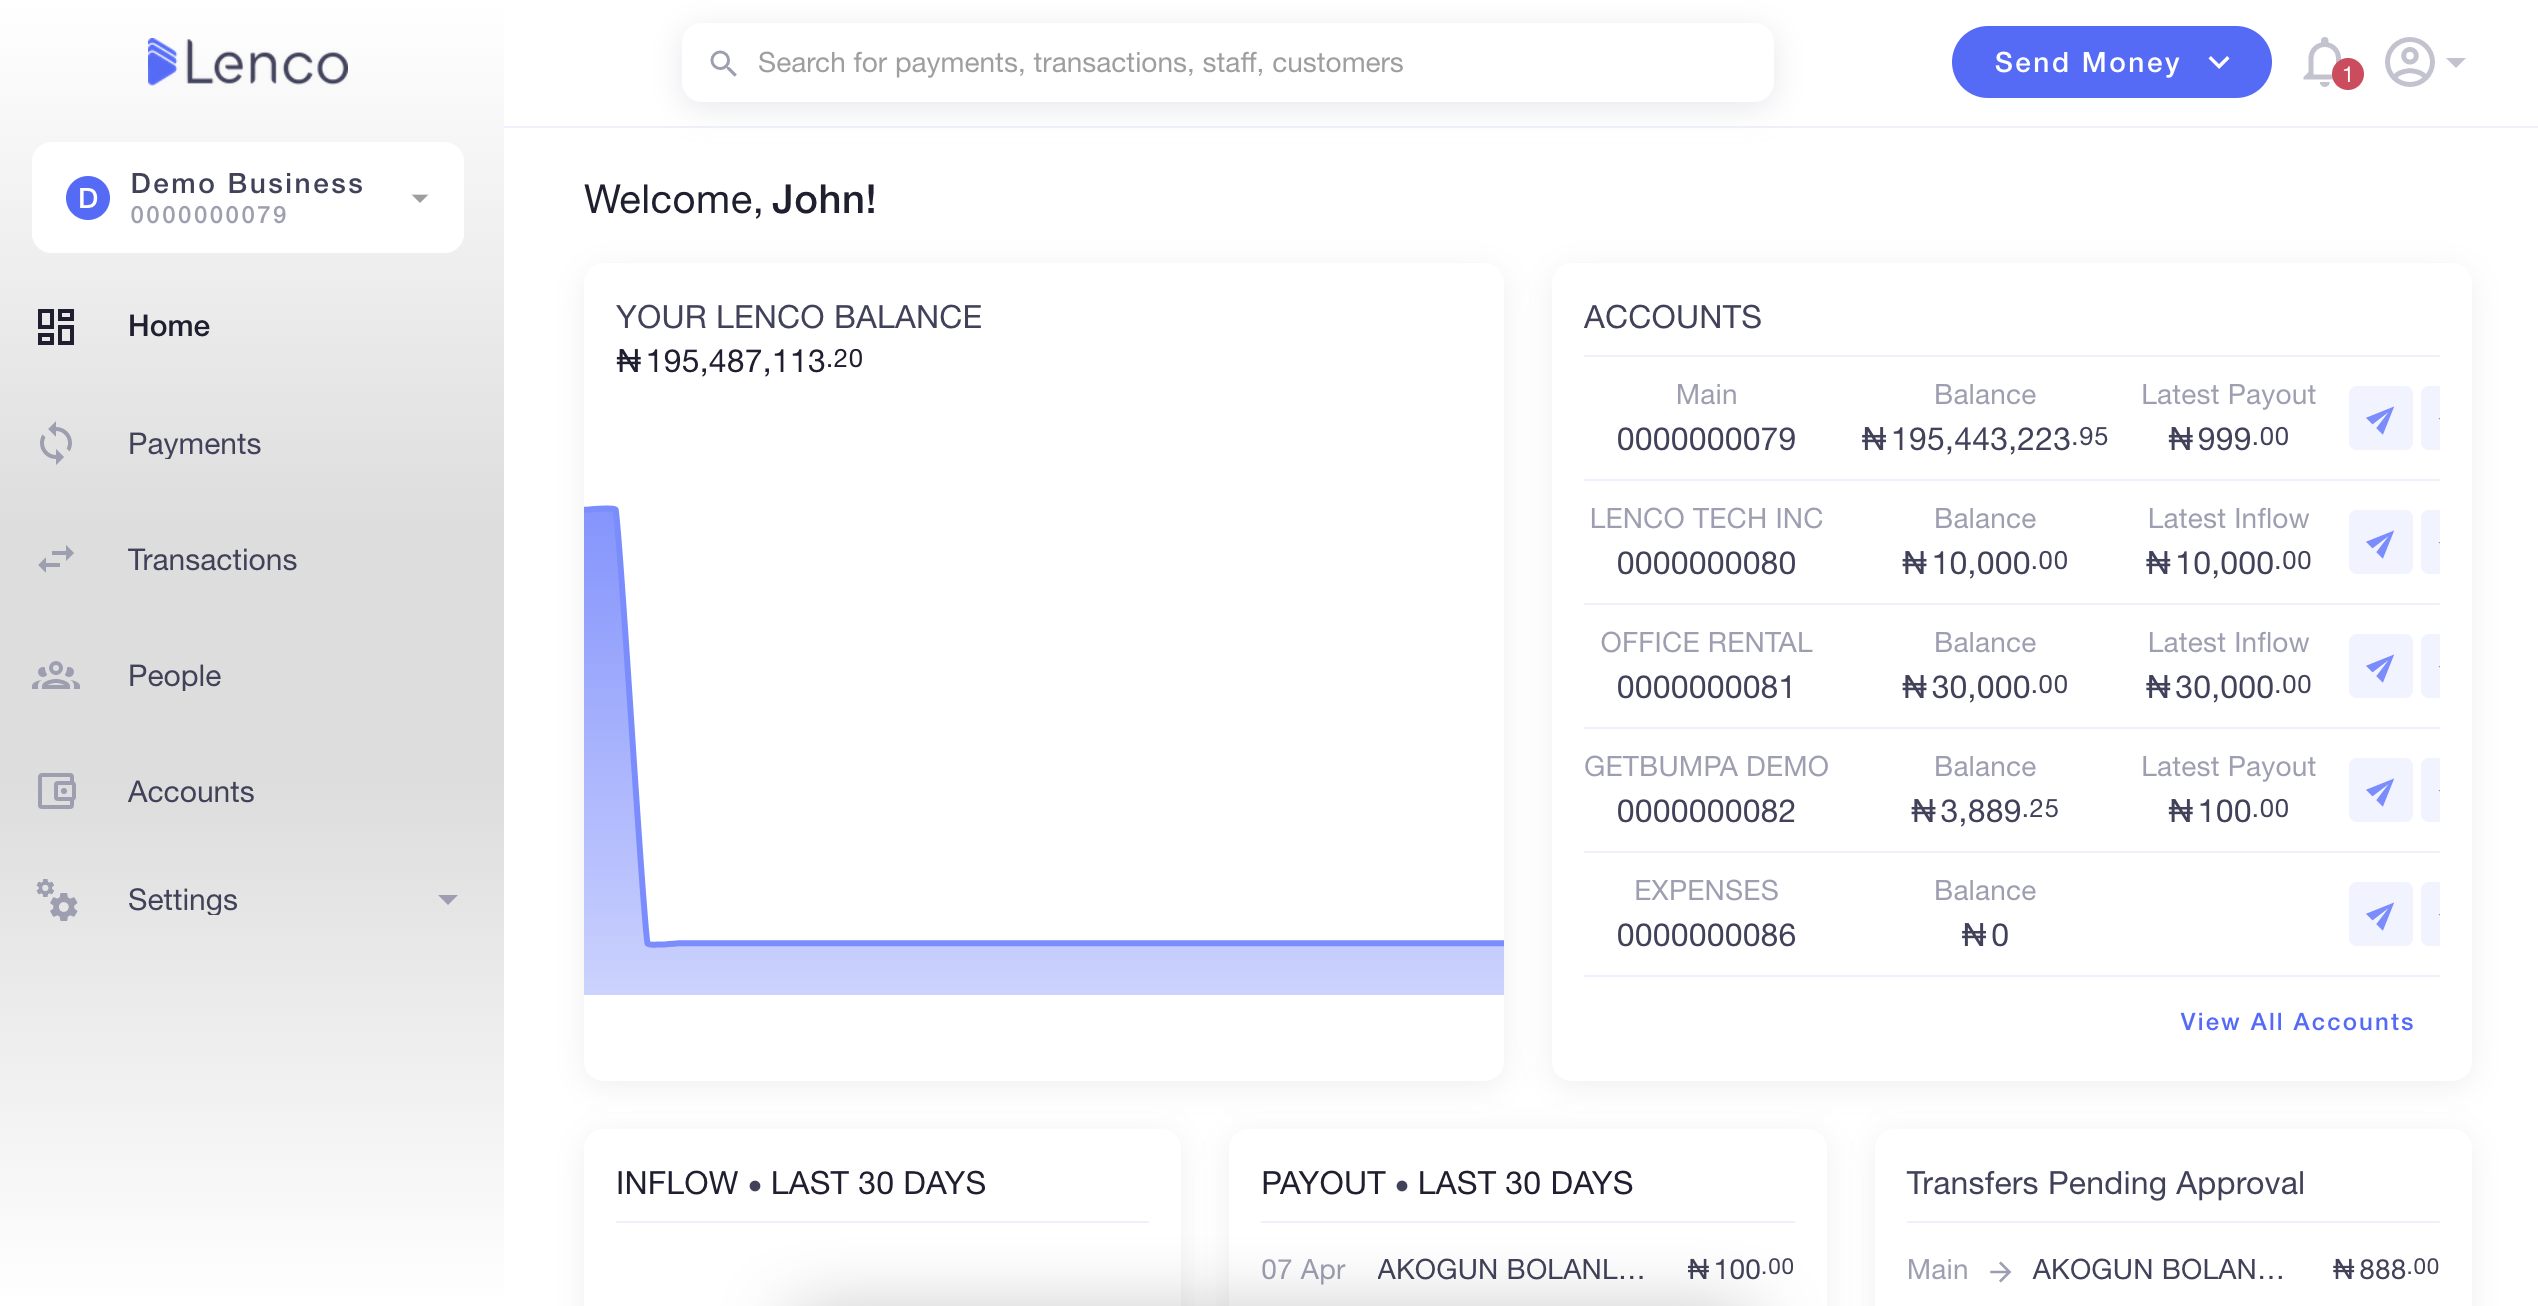 Lenco
Search for payments, transactions, staff, customers
Send Money
1
D
Demo Business
0000000079
Home
Payments
Transactions
People
Accounts
Settings
Welcome, John!
YOUR LENCO BALANCE
₦195,487,113.20
ACCOUNTS
Main Balance Latest Payout
0000000079 ₦195,443,223.95 ₦999.00
LENCO TECH INC Balance Latest Inflow
0000000080 ₦10,000.00 ₦10,000.00
OFFICE RENTAL Balance Latest Inflow
0000000081 ₦30,000.00 ₦30,000.00
GETBUMPA DEMO Balance Latest Payout
0000000082 ₦3,889.25 ₦100.00
EXPENSES Balance
0000000086 ₦0
View All Accounts
INFLOW • LAST 30 DAYS
PAYOUT • LAST 30 DAYS
07 Apr AKOGUN BOLANL... ₦100.00
Transfers Pending Approval
Main → AKOGUN BOLAN... ₦888.00